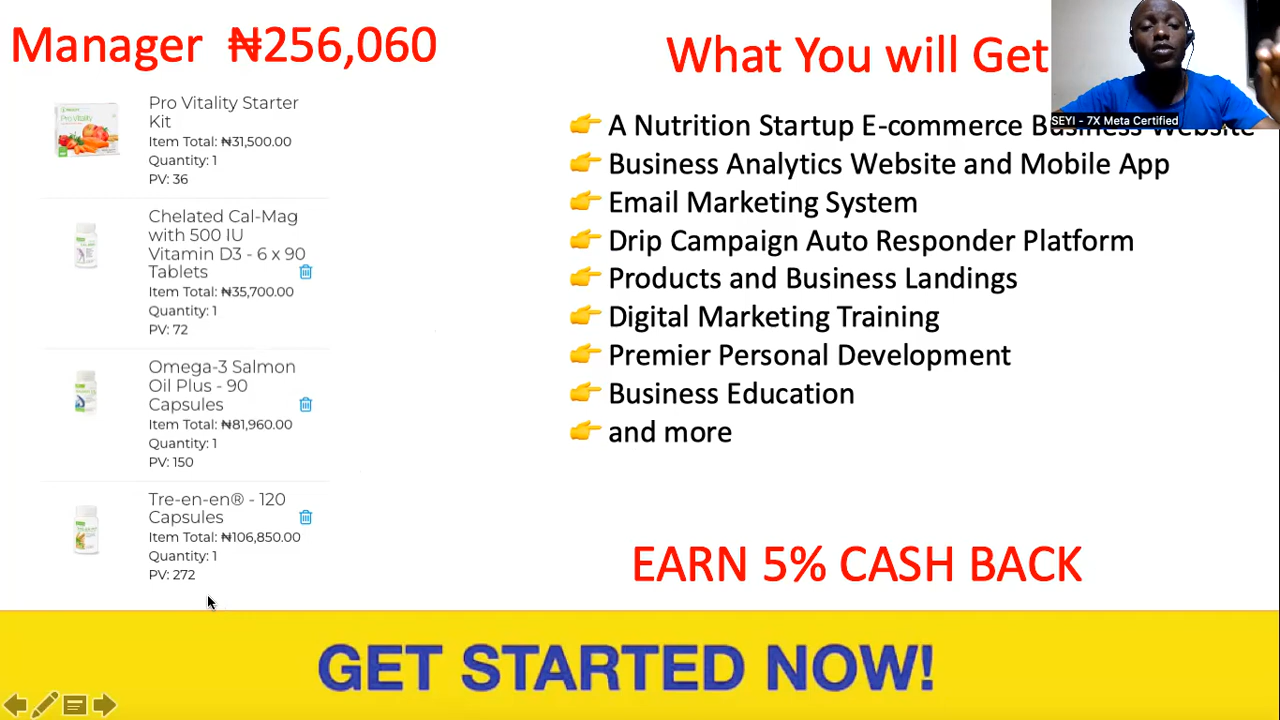 Manager ₦256,060
Pro Vitality Starter
Kit
Item Total: ₦31,500.00
Quantity: 1
PV: 36
Chelated Cal-Mag
with 500 IU
Vitamin D3 - 6 x 90
Tablets
Item Total: ₦35,700.00
Quantity: 1
PV: 72
Omega-3 Salmon
Oil Plus - 90
Capsules
Item Total: ₦81,960.00
Quantity: 1
PV: 150
Tre-en-en® - 120
Capsules
Item Total: ₦106,850.00
Quantity: 1
PV: 272
What You will Get
SEYI - 7X Meta Certified
A Nutrition Startup E-commerce Business Website
Business Analytics Website and Mobile App
Email Marketing System
Drip Campaign Auto Responder Platform
Products and Business Landings
Digital Marketing Training
Premier Personal Development
Business Education
and more
EARN 5% CASH BACK
GET STARTED NOW!